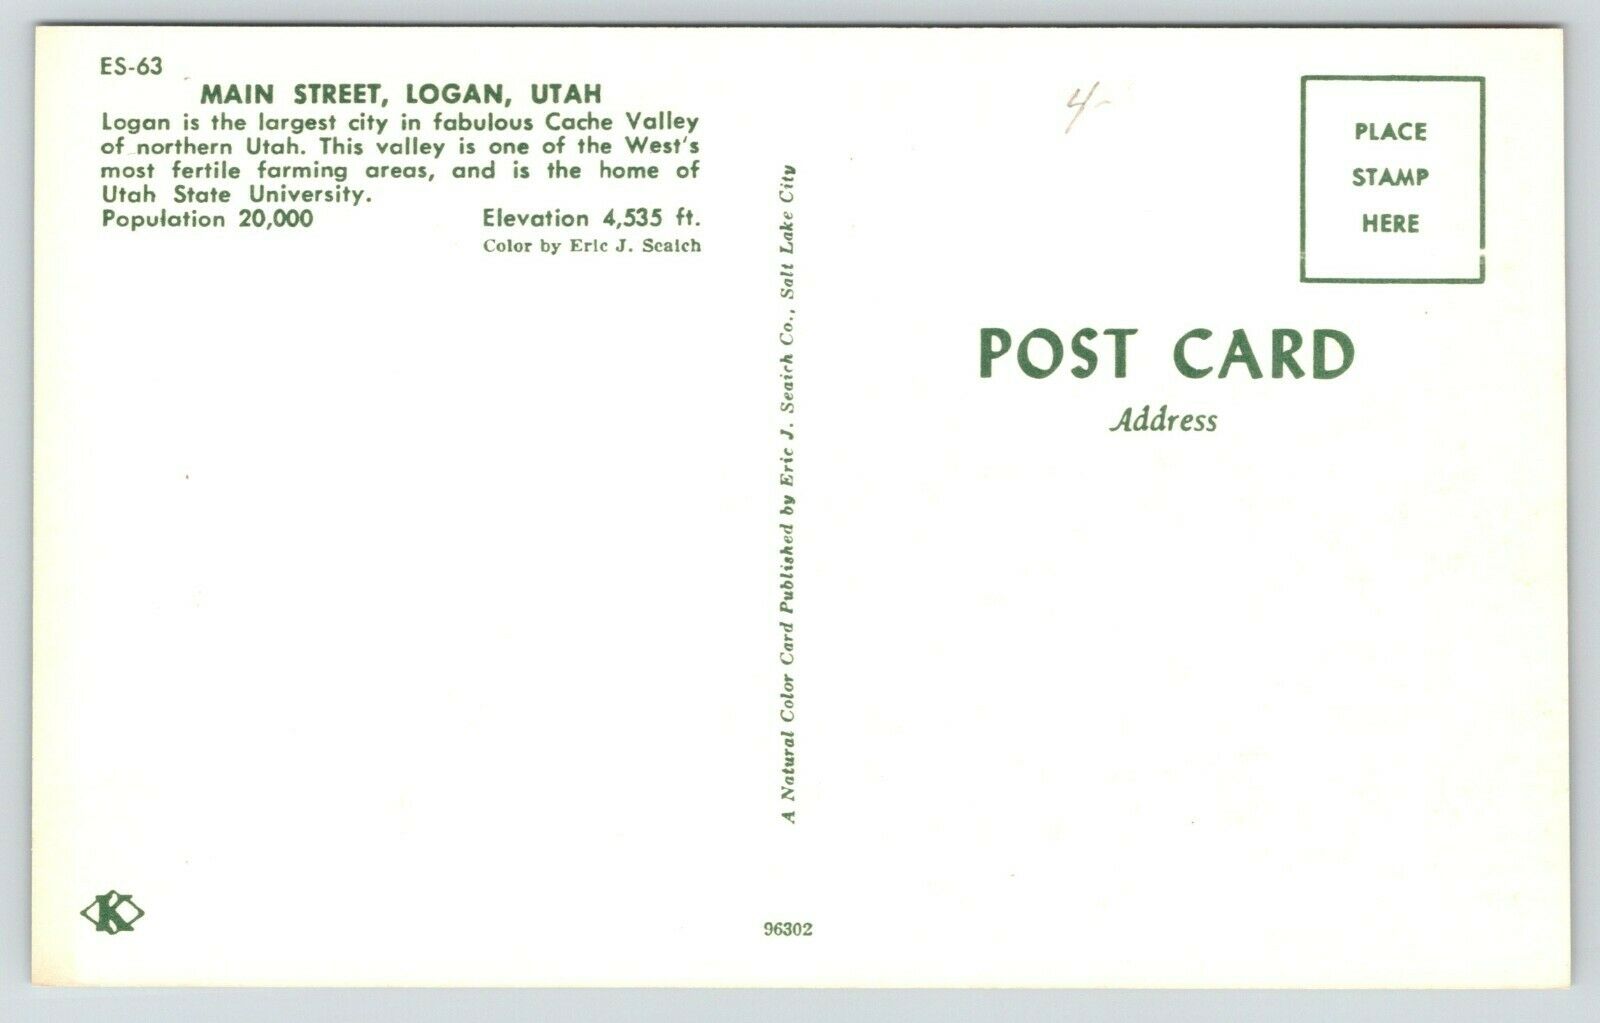 ES-63
MAIN STREET, LOGAN, UTAH
Logan is the largest city in fabulous Cache Valley
of northern Utah. This valley is one of the West's
most fertile farming areas, and is the home of
Utah State University.
Population 20,000 Elevation 4,535 ft.
Color by Eric J. Seaich
A Natural Color Card Published by Eric J. Seaich Co., Salt Lake City
4-
PLACE
STAMP
HERE
POST CARD
Address
K
96302